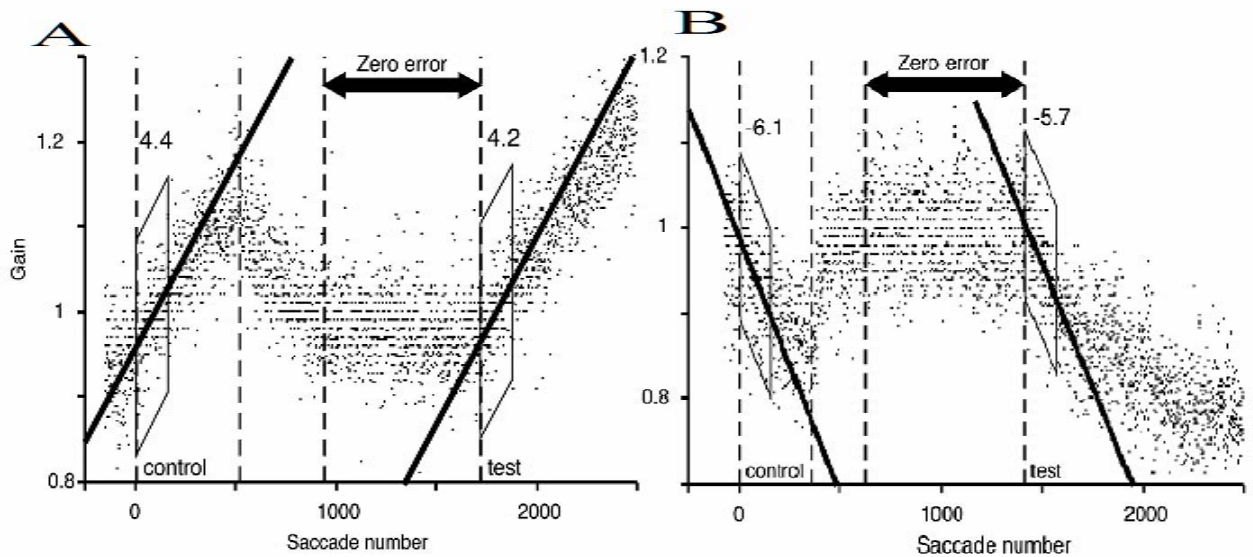 A
Zero error
4.4
4.2
1.2
1
0.8
Gain
control
test
0
1000
2000
Saccade number
B
Zero error
-6.1
-5.7
1.2
1
0.8
control
test
0
1000
2000
Saccade number